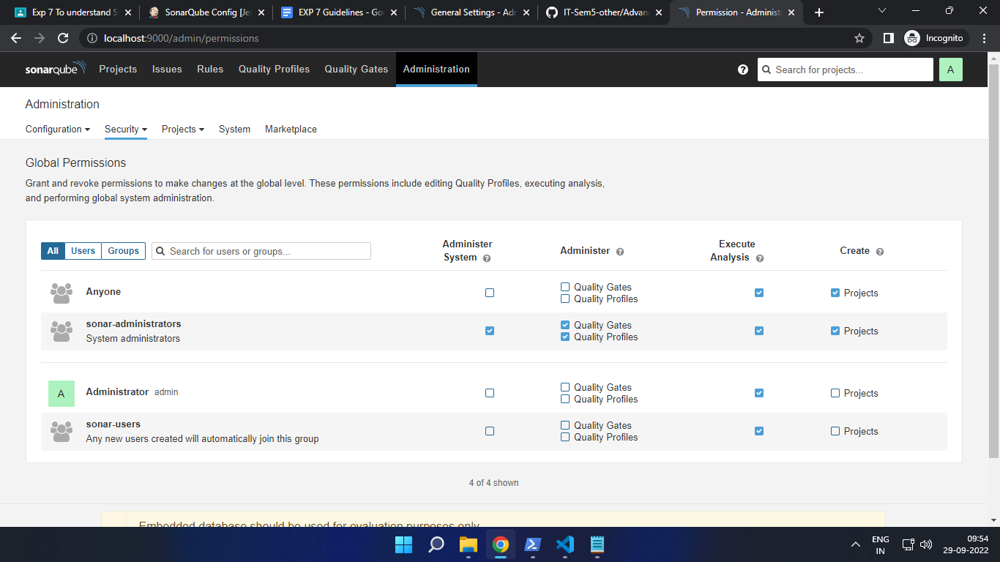 Exp 7 To understand S
SonarQube Config [Je
EXP 7 Guidelines - Go
General Settings - Ad
IT-Sem5-other/Advan
Permission - Administ
localhost:9000/admin/permissions
Incognito
sonarqube Projects Issues Rules Quality Profiles Quality Gates Administration
Search for projects...
A
Administration
Configuration Security Projects System Marketplace
Global Permissions
Grant and revoke permissions to make changes at the global level. These permissions include editing Quality Profiles, executing analysis,
and performing global system administration.
All Users Groups
Search for users or groups...
Administer
System
Administer
Execute
Analysis
Create
Anyone
Quality Gates
Quality Profiles
Projects
sonar-administrators
System administrators
Quality Gates
Quality Profiles
Projects
A
Administrator admin
Quality Gates
Quality Profiles
Projects
sonar-users
Any new users created will automatically join this group
Quality Gates
Quality Profiles
Projects
4 of 4 shown
Embedded database should be used for evaluation purposes only
ENG
IN
09:54
29-09-2022